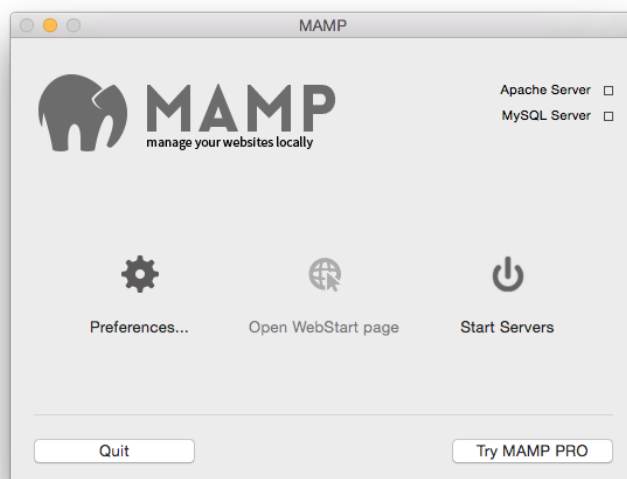 MAMP
MAMP
manage your websites locally
Apache Server
MySQL Server
Preferences...
Open WebStart page
Start Servers
Quit
Try MAMP PRO